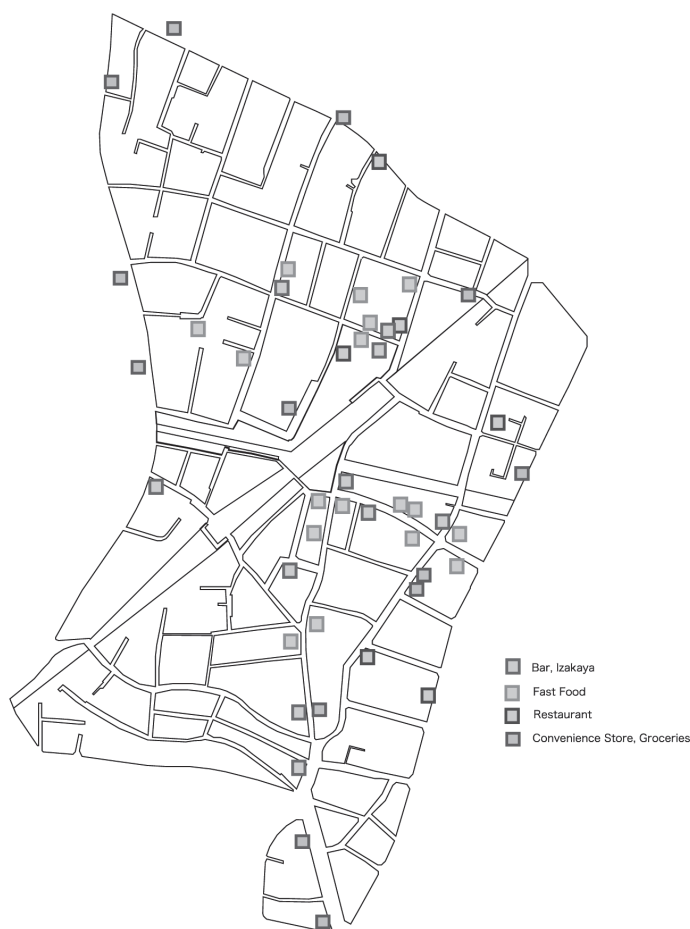 Bar, Izakaya
Fast Food
Restaurant
Convenience Store, Groceries